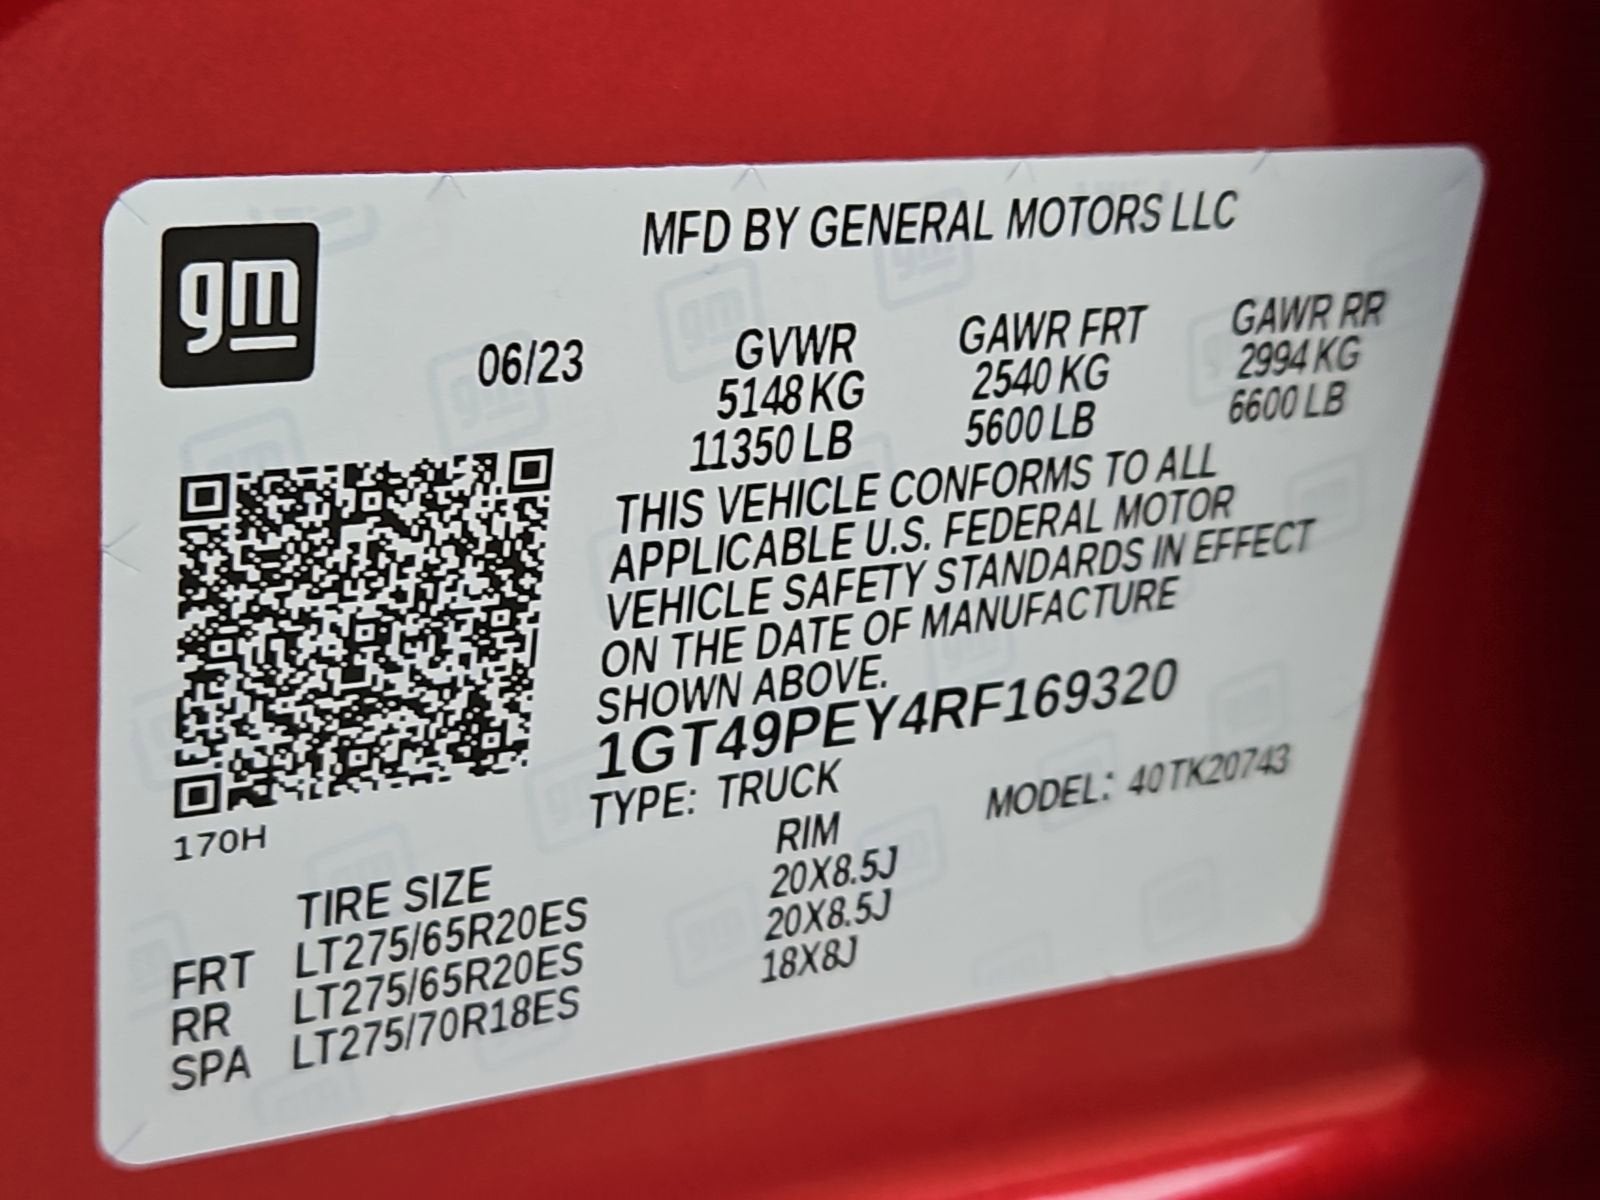 gm
MFD BY GENERAL MOTORS LLC
06/23
GVWR GAWR FRT GAWR RR
5148 KG 2540 KG 2994 KG
11350 LB 5600 LB 6600 LB
THIS VEHICLE CONFORMS TO ALL
APPLICABLE U.S. FEDERAL MOTOR
VEHICLE SAFETY STANDARDS IN EFFECT
ON THE DATE OF MANUFACTURE
SHOWN ABOVE.
1GT49PEY4RF169320
TYPE: TRUCK MODEL: 40TK20743
170H
TIRE SIZE RIM
FRT LT275/65R20ES 20X8.5J
RR LT275/65R20ES 20X8.5J
SPA LT275/70R18ES 18X8J